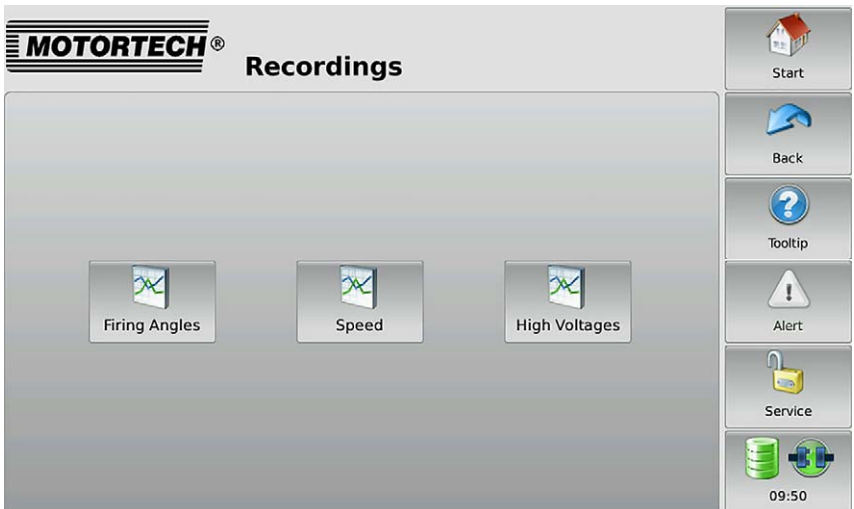 MOTORTECH®
Recordings
Firing Angles
Speed
High Voltages
Start
Back
Tooltip
Alert
Service
09:50